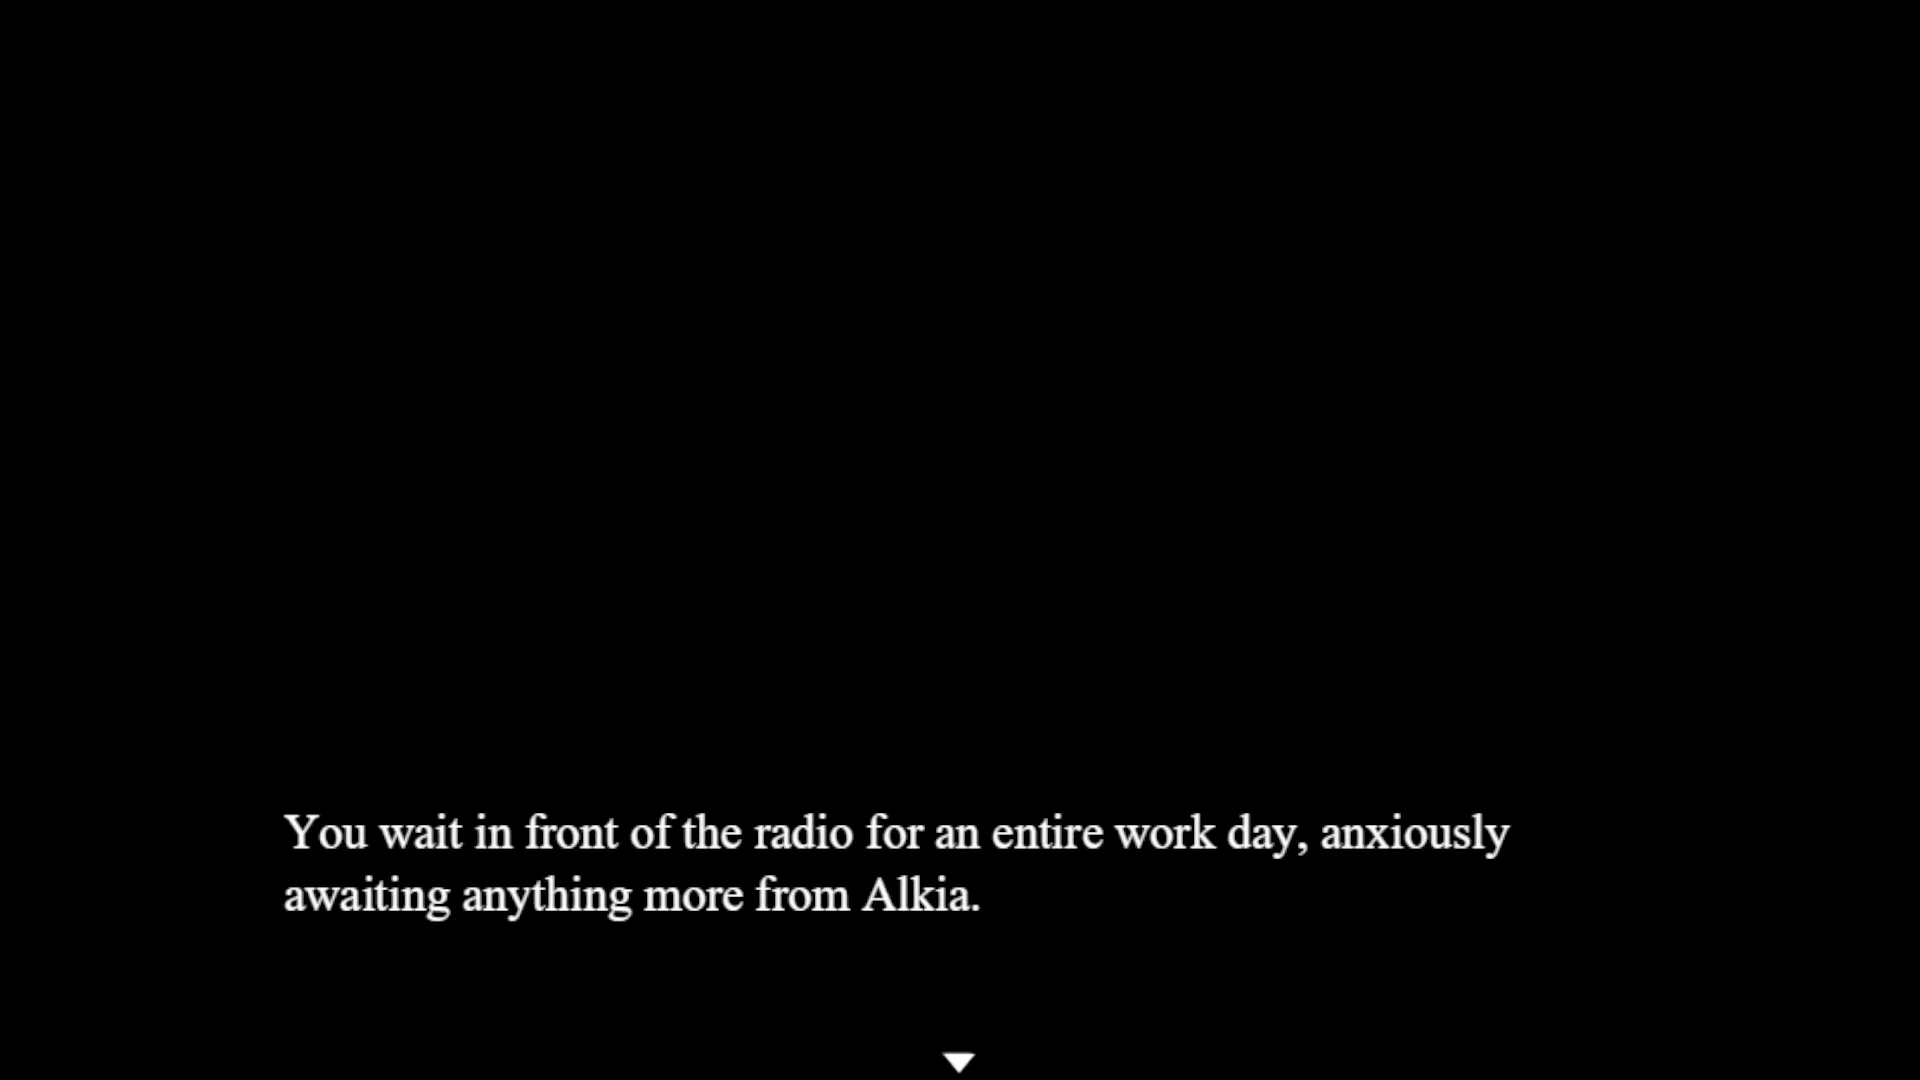 You wait in front of the radio for an entire work day, anxiously
awaiting anything more from Alkia.